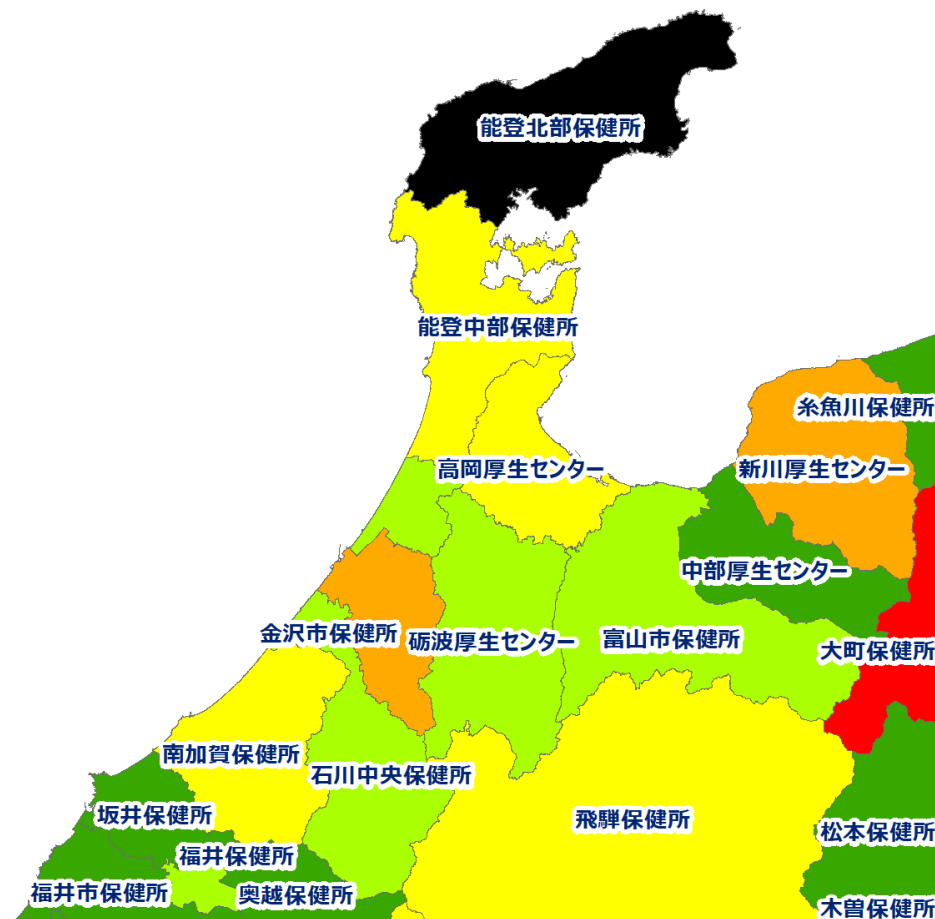 能登北部保健所
能登中部保健所
糸魚川保健所
高岡厚生センター
新川厚生センター
中部厚生センター
金沢市保健所
砺波厚生センター
富山市保健所
大町保健所
南加賀保健所
石川中央保健所
坂井保健所
飛騨保健所
松本保健所
福井保健所
福井市保健所
奥越保健所
木曽保健所